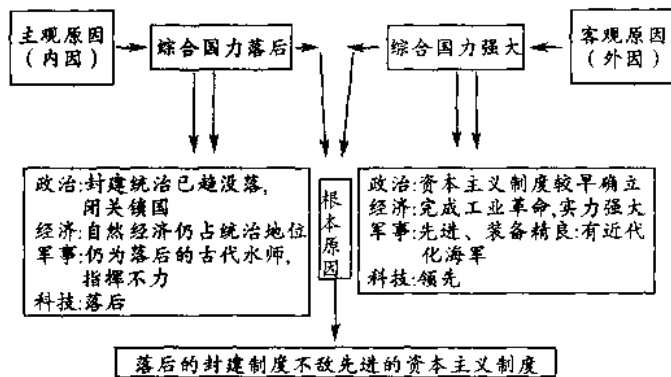 主观原因
（内因）
综合国力落后
综合国力强大
客观原因
（外因）
政治:封建统治已趋没落,
闭关锁国
经济:自然经济仍占统治地位
军事:仍为落后的古代水师,
指挥不力
科技:落后
根本原因
政治:资本主义制度较早确立
经济:完成工业革命,实力强大
军事:先进、装备精良:有近代
化海军
科技:领先
落后的封建制度不敌先进的资本主义制度